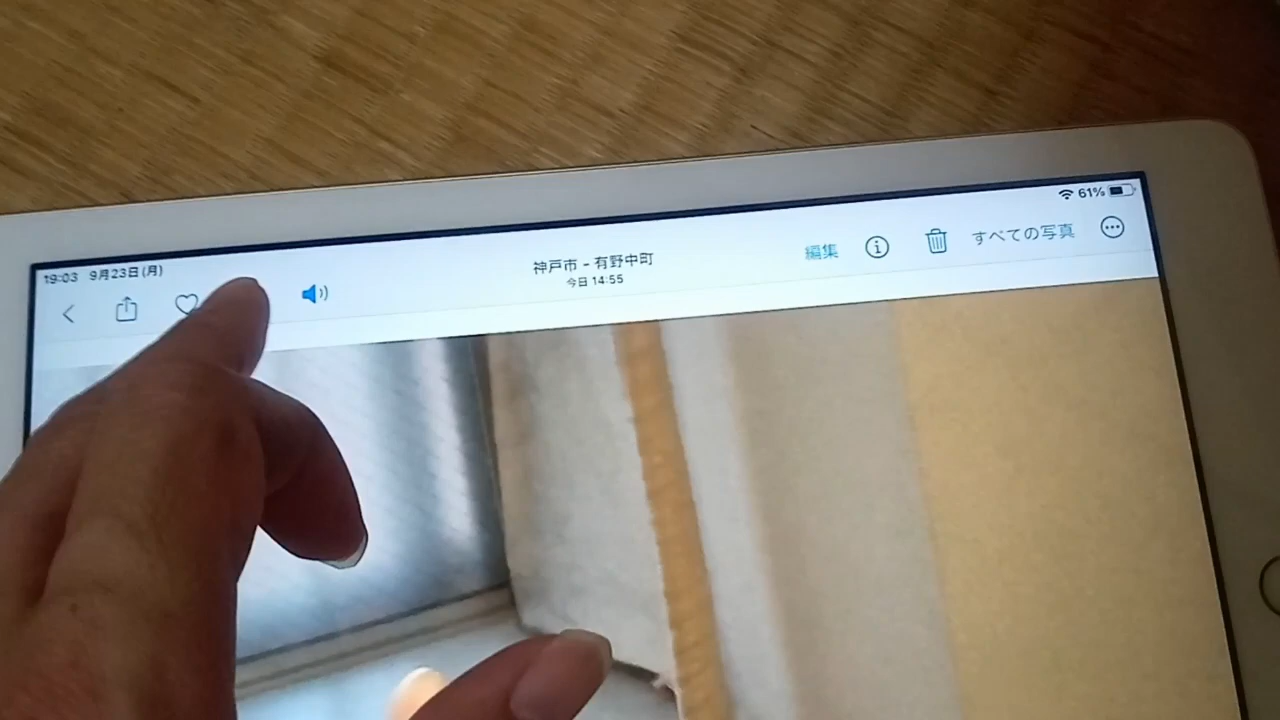 19:03 9月23日(月)
61%
神戸市 – 有野中町
今日 14:55
編集
すべての写真